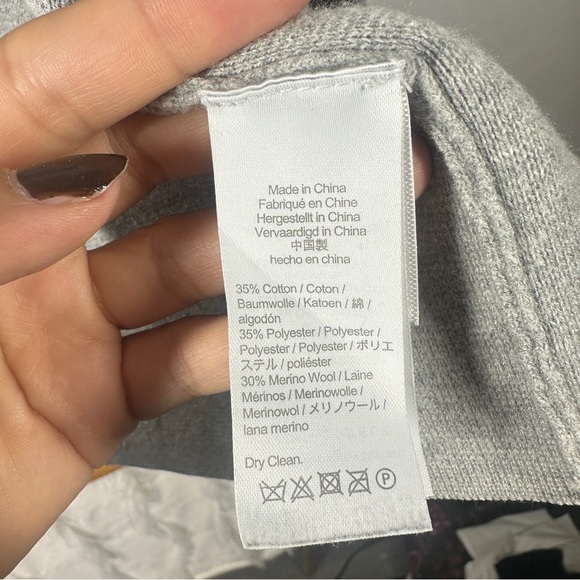 Made in China
Fabriqué en Chine
Hergestellt in China
Vervaardigd in China
中国製
hecho en china
35% Cotton / Coton /
Baumwolle / Katoen / 綿 /
algodón
35% Polyester / Polyester /
Polyester / Polyester / ポリエ
ステル / poliéster
30% Merino Wool / Laine
Mérinos / Merinowolle /
Merinowol / メリノウール /
lana merino
Dry Clean.
P